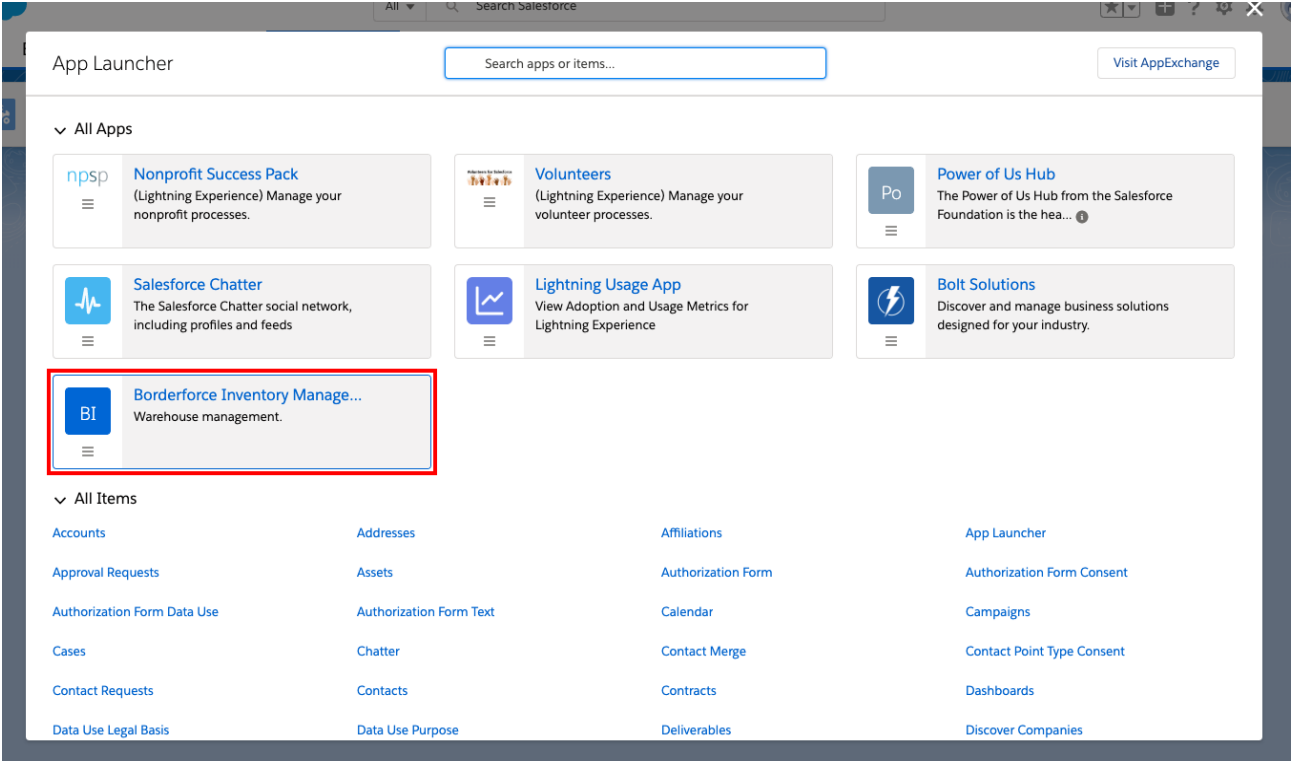 All
Search Salesforce
App Launcher
Search apps or items...
Visit AppExchange
All Apps
npsp
Nonprofit Success Pack
(Lightning Experience) Manage your
nonprofit processes.
Volunteers for Salesforce
Volunteers
(Lightning Experience) Manage your
volunteer processes.
Po
Power of Us Hub
The Power of Us Hub from the Salesforce
Foundation is the hea...
Salesforce Chatter
The Salesforce Chatter social network,
including profiles and feeds
Lightning Usage App
View Adoption and Usage Metrics for
Lightning Experience
Bolt Solutions
Discover and manage business solutions
designed for your industry.
BI
Borderforce Inventory Manage...
Warehouse management.
All Items
Accounts Addresses Affiliations App Launcher
Approval Requests Assets Authorization Form Authorization Form Consent
Authorization Form Data Use Authorization Form Text Calendar Campaigns
Cases Chatter Contact Merge Contact Point Type Consent
Contact Requests Contacts Contracts Dashboards
Data Use Legal Basis Data Use Purpose Deliverables Discover Companies